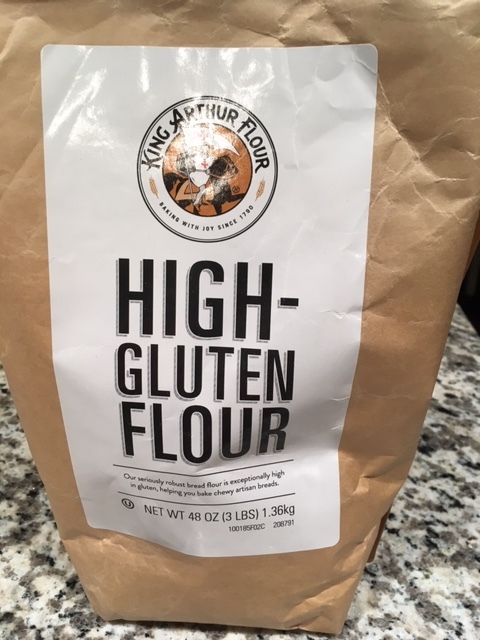 KING ARTHUR FLOUR
®
BAKING WITH JOY SINCE 1790
HIGH-
GLUTEN
FLOUR
Our seriously robust bread flour is exceptionally high
in gluten, helping you bake chewy artisan breads.
U NET WT 48 OZ (3 LBS) 1.36kg
10018SF02C 208791